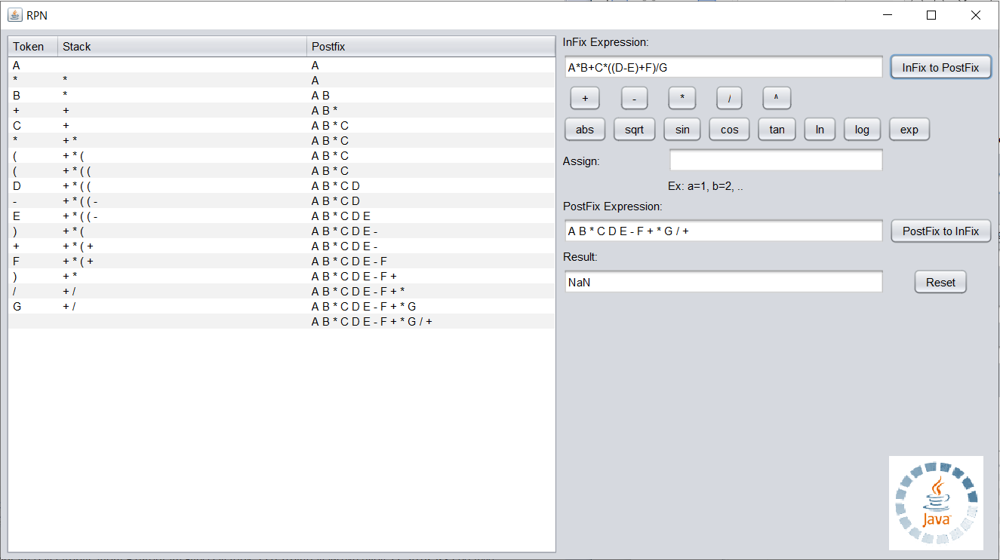 RPN
Token Stack Postfix
A A
* * A
B * A B
+ + A B *
C + A B * C
* + * A B * C
( + * ( A B * C
( + * ( ( A B * C
D + * ( ( A B * C D
- + * ( ( - A B * C D
E + * ( ( - A B * C D E
) + * ( A B * C D E -
+ + * ( + A B * C D E -
F + * ( + A B * C D E - F
) + * A B * C D E - F +
/ + / A B * C D E - F + *
G + / A B * C D E - F + * G
A B * C D E - F + * G / +
InFix Expression:
A*B+C*((D-E)+F)/G InFix to PostFix
+ - * / ^
abs sqrt sin cos tan ln log exp
Assign:
Ex: a=1, b=2, ..
PostFix Expression:
A B * C D E - F + * G / + PostFix to InFix
Result:
NaN Reset
Java